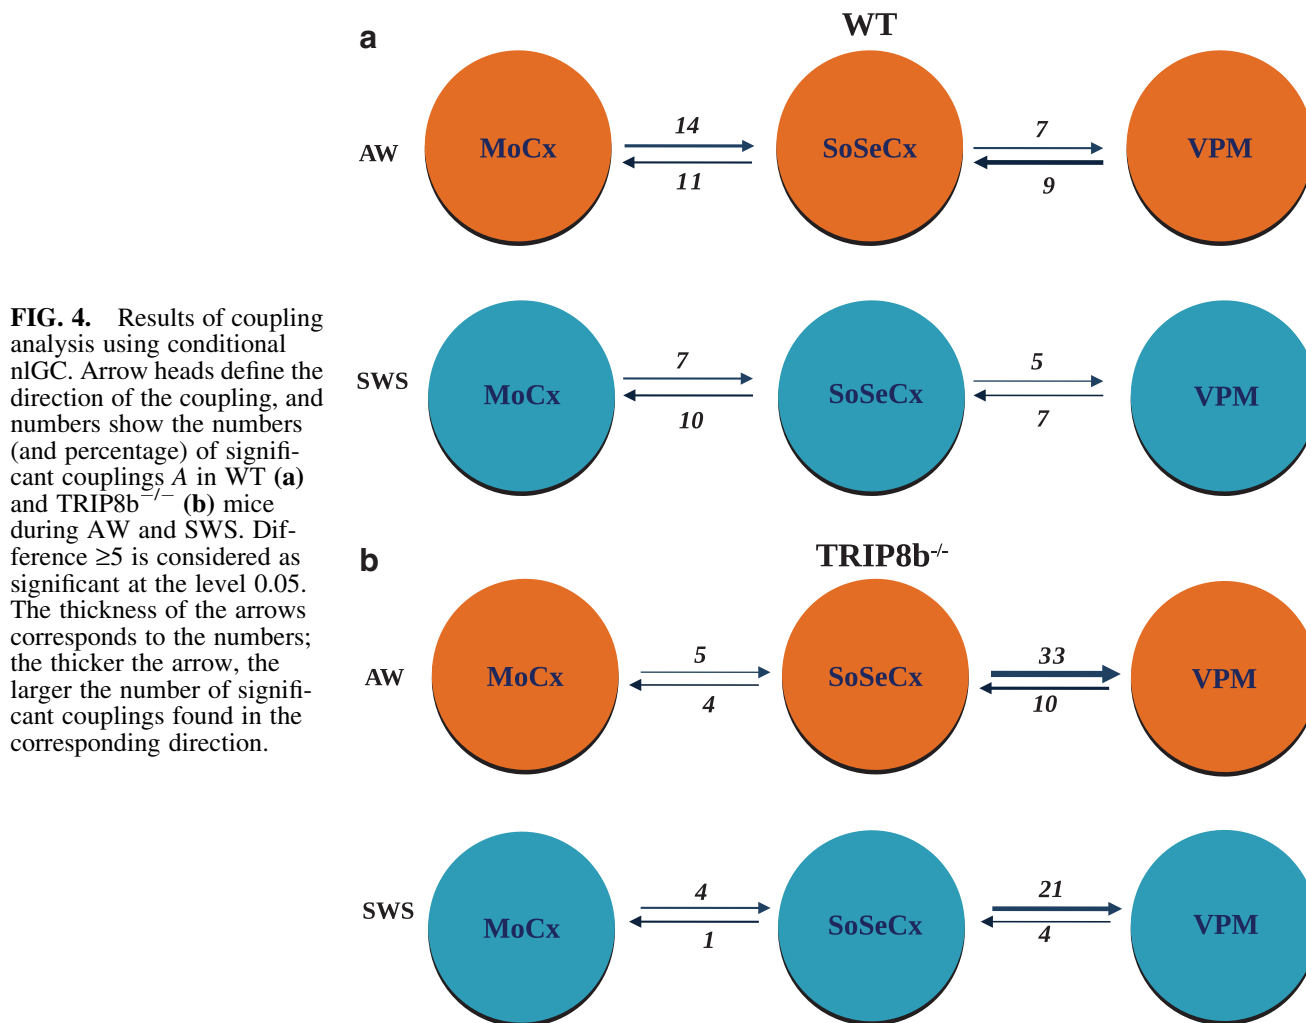 FIG. 4. Results of coupling
analysis using conditional
nlGC. Arrow heads define the
direction of the coupling, and
numbers show the numbers
(and percentage) of signifi-
cant couplings A in WT (a)
and TRIP8b−/− (b) mice
during AW and SWS. Dif-
ference ≥5 is considered as
significant at the level 0.05.
The thickness of the arrows
corresponds to the numbers;
the thicker the arrow, the
larger the number of signifi-
cant couplings found in the
corresponding direction.
a
WT
AW
MoCx
14
11
SoSeCx
7
9
VPM
SWS
MoCx
7
10
SoSeCx
5
7
VPM
b
TRIP8b-/-
AW
MoCx
5
4
SoSeCx
33
10
VPM
SWS
MoCx
4
1
SoSeCx
21
4
VPM